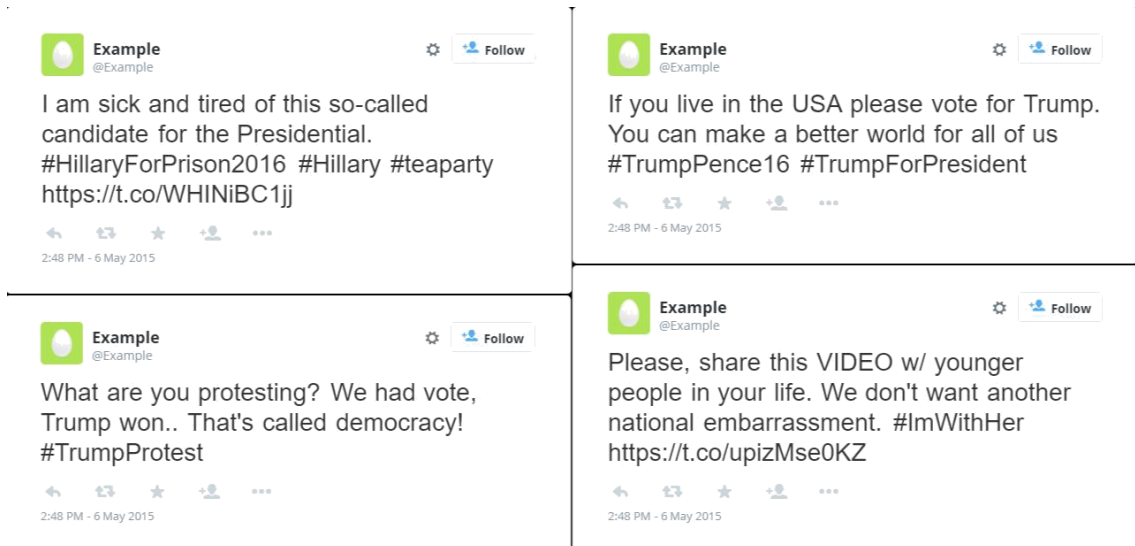 Example
@Example
Follow
I am sick and tired of this so-called
candidate for the Presidential.
#HillaryForPrison2016 #Hillary #teaparty
https://t.co/WHINiBC1jj
2:48 PM - 6 May 2015
Example
@Example
Follow
If you live in the USA please vote for Trump.
You can make a better world for all of us
#TrumpPence16 #TrumpForPresident
2:48 PM - 6 May 2015
Example
@Example
Follow
What are you protesting? We had vote,
Trump won.. That's called democracy!
#TrumpProtest
2:48 PM - 6 May 2015
Example
@Example
Follow
Please, share this VIDEO w/ younger
people in your life. We don't want another
national embarrassment. #ImWithHer
https://t.co/upizMse0KZ
2:48 PM - 6 May 2015